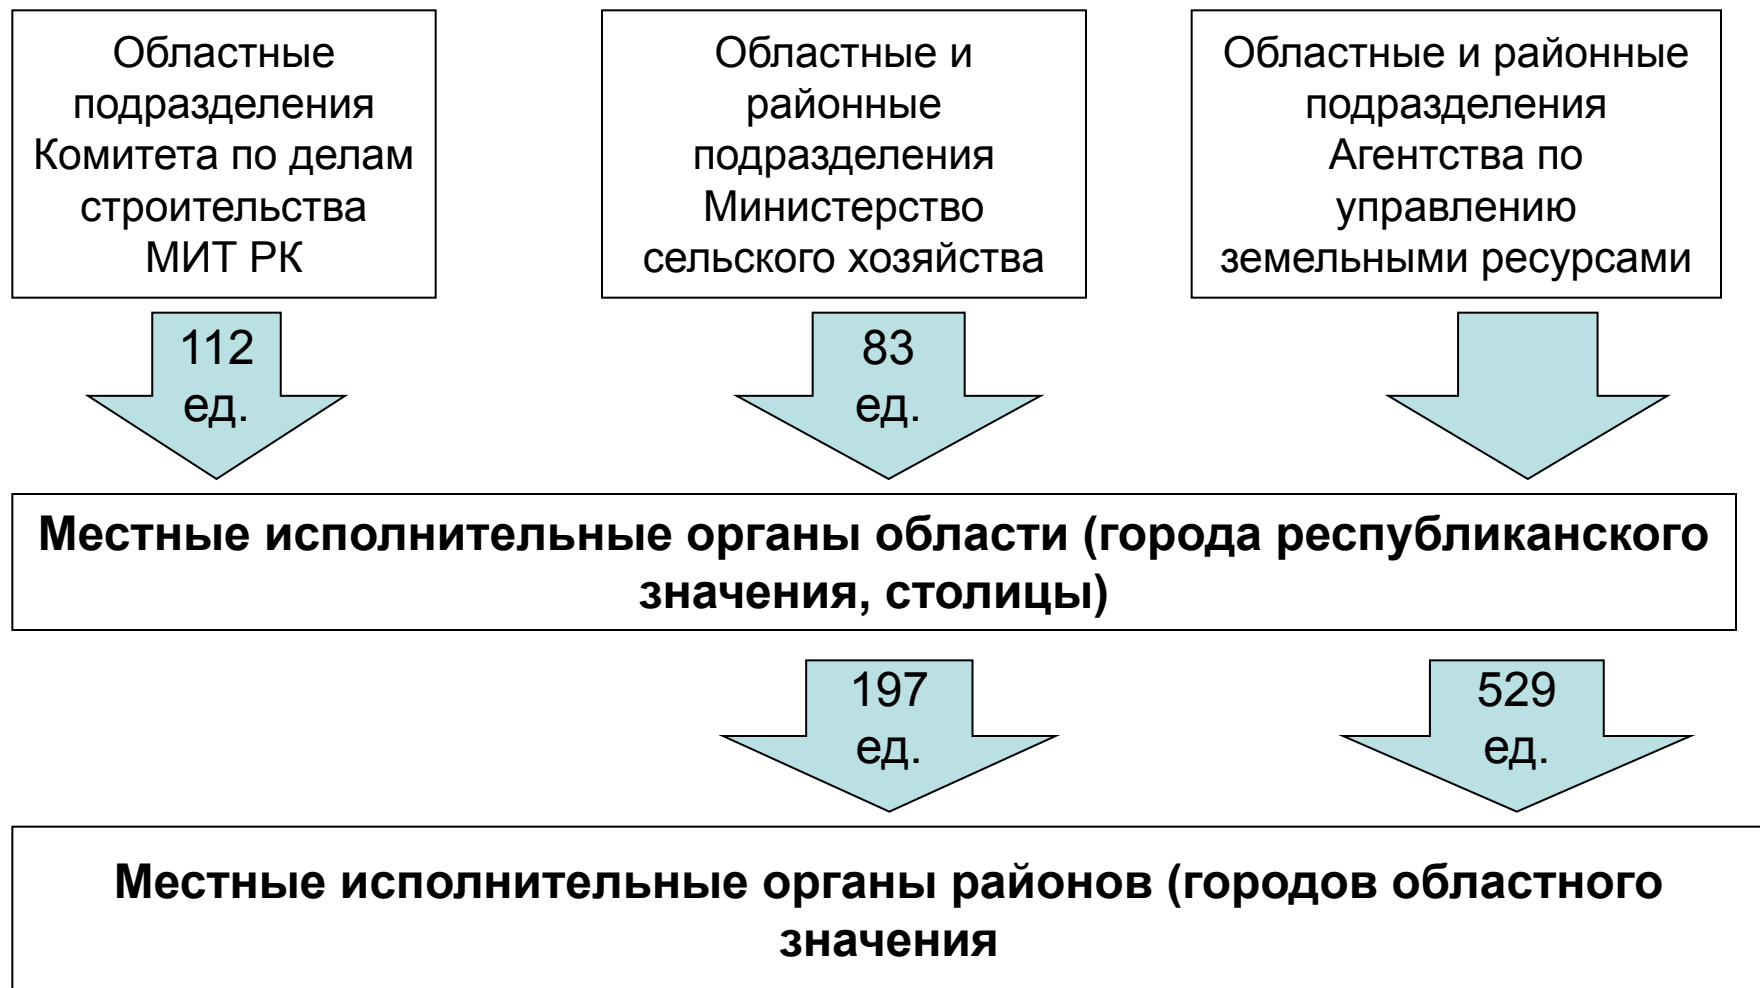 Областные
подразделения
Комитета по делам
строительства
МИТ РК
Областные и
районные
подразделения
Министерство
сельского хозяйства
Областные и районные
подразделения
Агентства по
управлению
земельными ресурсами
112
ед.
83
ед.
Местные исполнительные органы области (города республиканского
значения, столицы)
197
ед.
529
ед.
Местные исполнительные органы районов (городов областного
значения